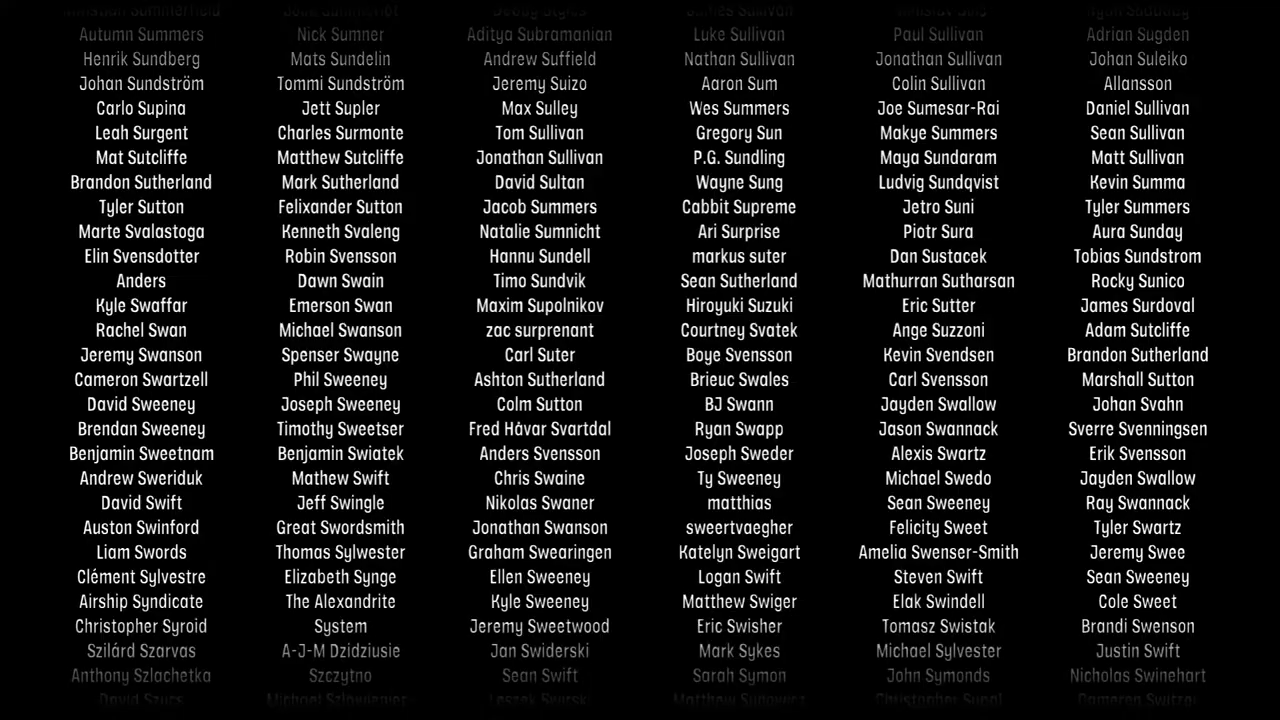 Autumn Summers
Henrik Sundberg
Johan Sundström
Carlo Supina
Leah Surgent
Mat Sutcliffe
Brandon Sutherland
Tyler Sutton
Marte Svalastoga
Elin Svensdotter
Anders
Kyle Swaffar
Rachel Swan
Jeremy Swanson
Cameron Swartzell
David Sweeney
Brendan Sweeney
Benjamin Sweetnam
Andrew Sweriduk
David Swift
Auston Swinford
Liam Swords
Clément Sylvestre
Airship Syndicate
Christopher Syroid
Szilárd Szarvas
Anthony Szlachetka
David Szucs
Nick Sumner
Mats Sundelin
Tommi Sundström
Jett Supler
Charles Surmonte
Matthew Sutcliffe
Mark Sutherland
Felixander Sutton
Kenneth Svaleng
Robin Svensson
Dawn Swain
Emerson Swan
Michael Swanson
Spenser Swayne
Phil Sweeney
Joseph Sweeney
Timothy Sweetser
Benjamin Swiatek
Mathew Swift
Jeff Swingle
Great Swordsmith
Thomas Sylwester
Elizabeth Synge
The Alexandrite
System
A-J-M Dzidziusie
Szczytno
Michael
Aditya Subramanian
Andrew Suffield
Jeremy Suizo
Max Sulley
Tom Sullivan
Jonathan Sullivan
David Sultan
Jacob Summers
Natalie Sumnicht
Hannu Sundell
Timo Sundvik
Maxim Supolnikov
zac surprenant
Carl Suter
Ashton Sutherland
Colm Sutton
Fred Håvar Svartdal
Anders Svensson
Chris Swaine
Nikolas Swaner
Jonathan Swanson
Graham Swearingen
Ellen Sweeney
Kyle Sweeney
Jeremy Sweetwood
Jan Swiderski
Sean Swift
Leszek Swirski
James Sullivan
Luke Sullivan
Nathan Sullivan
Aaron Sum
Wes Summers
Gregory Sun
P.G. Sundling
Wayne Sung
Cabbit Supreme
Ari Surprise
markus suter
Sean Sutherland
Hiroyuki Suzuki
Courtney Svatek
Boye Svensson
Brieuc Swales
BJ Swann
Ryan Swapp
Joseph Sweder
Ty Sweeney
matthias
sweertvaegher
Katelyn Sweigart
Logan Swift
Matthew Swiger
Eric Swisher
Mark Sykes
Sarah Symon
Matthew
Paul Sullivan
Jonathan Sullivan
Colin Sullivan
Joe Sumesar-Rai
Makye Summers
Maya Sundaram
Ludvig Sundqvist
Jetro Suni
Piotr Sura
Dan Sustacek
Mathurran Sutharsan
Eric Sutter
Ange Suzzoni
Kevin Svendsen
Carl Svensson
Jayden Swallow
Jason Swannack
Alexis Swartz
Michael Swedo
Sean Sweeney
Felicity Sweet
Amelia Swenser-Smith
Steven Swift
Elak Swindell
Tomasz Swistak
Michael Sylvester
John Symonds
Christopher
Adrian Sugden
Johan Suleiko
Allansson
Daniel Sullivan
Sean Sullivan
Matt Sullivan
Kevin Summa
Tyler Summers
Aura Sunday
Tobias Sundstrom
Rocky Sunico
James Surdoval
Adam Sutcliffe
Brandon Sutherland
Marshall Sutton
Johan Svahn
Sverre Svenningsen
Erik Svensson
Jayden Swallow
Ray Swannack
Tyler Swartz
Jeremy Swee
Sean Sweeney
Cole Sweet
Brandi Swenson
Justin Swift
Nicholas Swinehart
Cameron Switzer